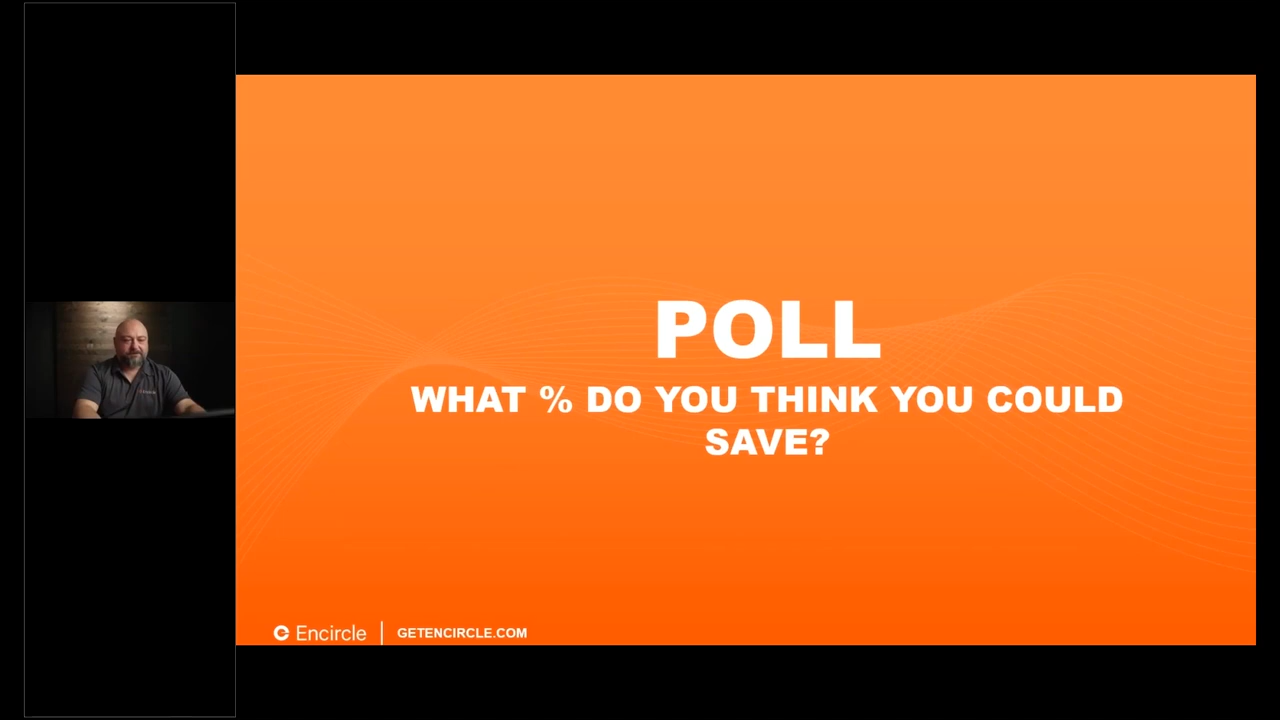 POLL
WHAT % DO YOU THINK YOU COULD
SAVE?
Encircle | GETENCIRCLE.COM